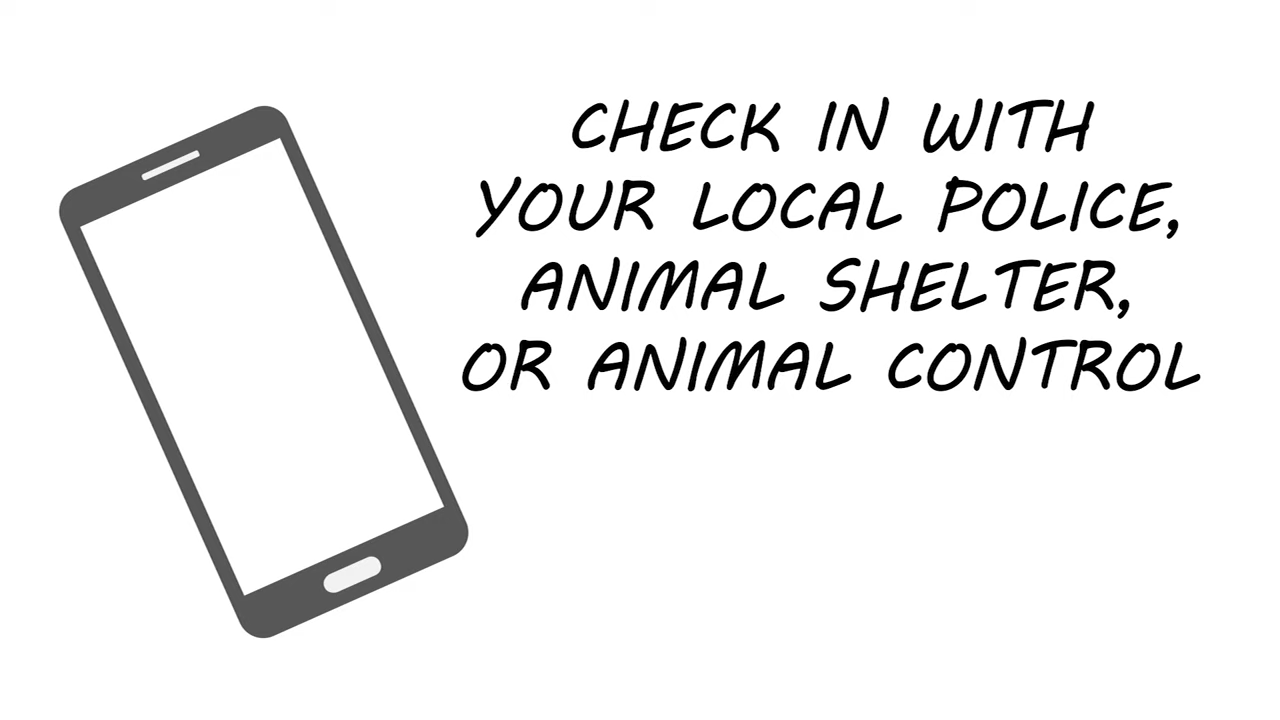 CHECK IN WITH
YOUR LOCAL POLICE,
ANIMAL SHELTER,
OR ANIMAL CONTROL